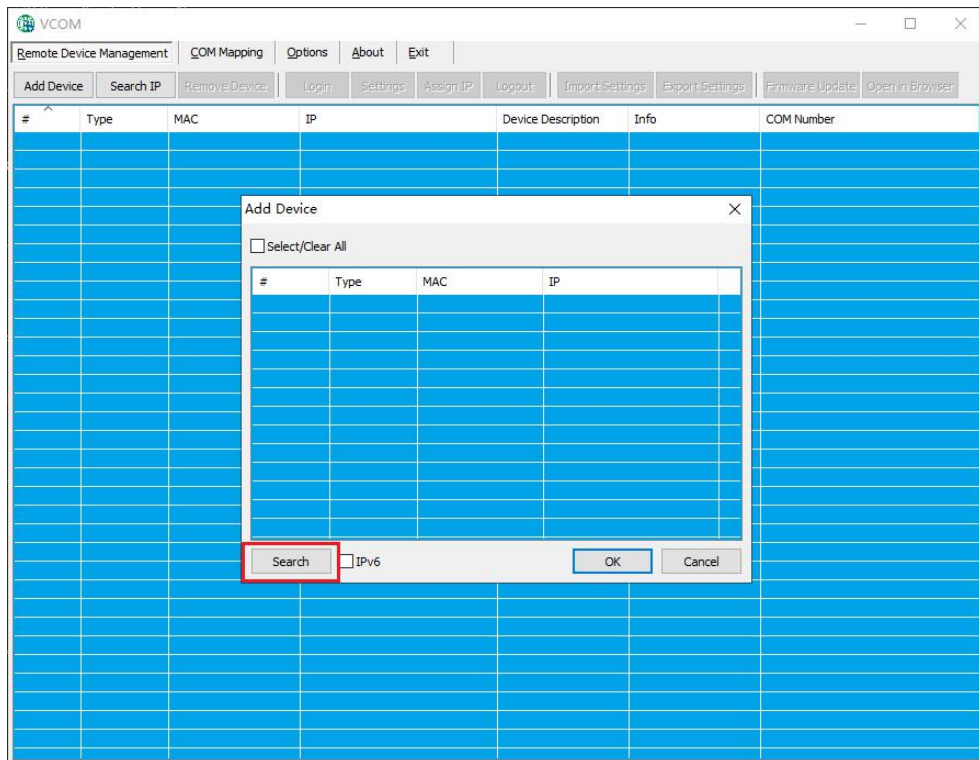 VCOM
Remote Device Management COM Mapping Options About Exit
Add Device Search IP Remove Device Login Settings Assign IP Logout Import Settings Export Settings Firmware Update Open in Browser
# Type MAC IP Device Description Info COM Number
Add Device
Select/Clear All
# Type MAC IP
Search IPv6 OK Cancel